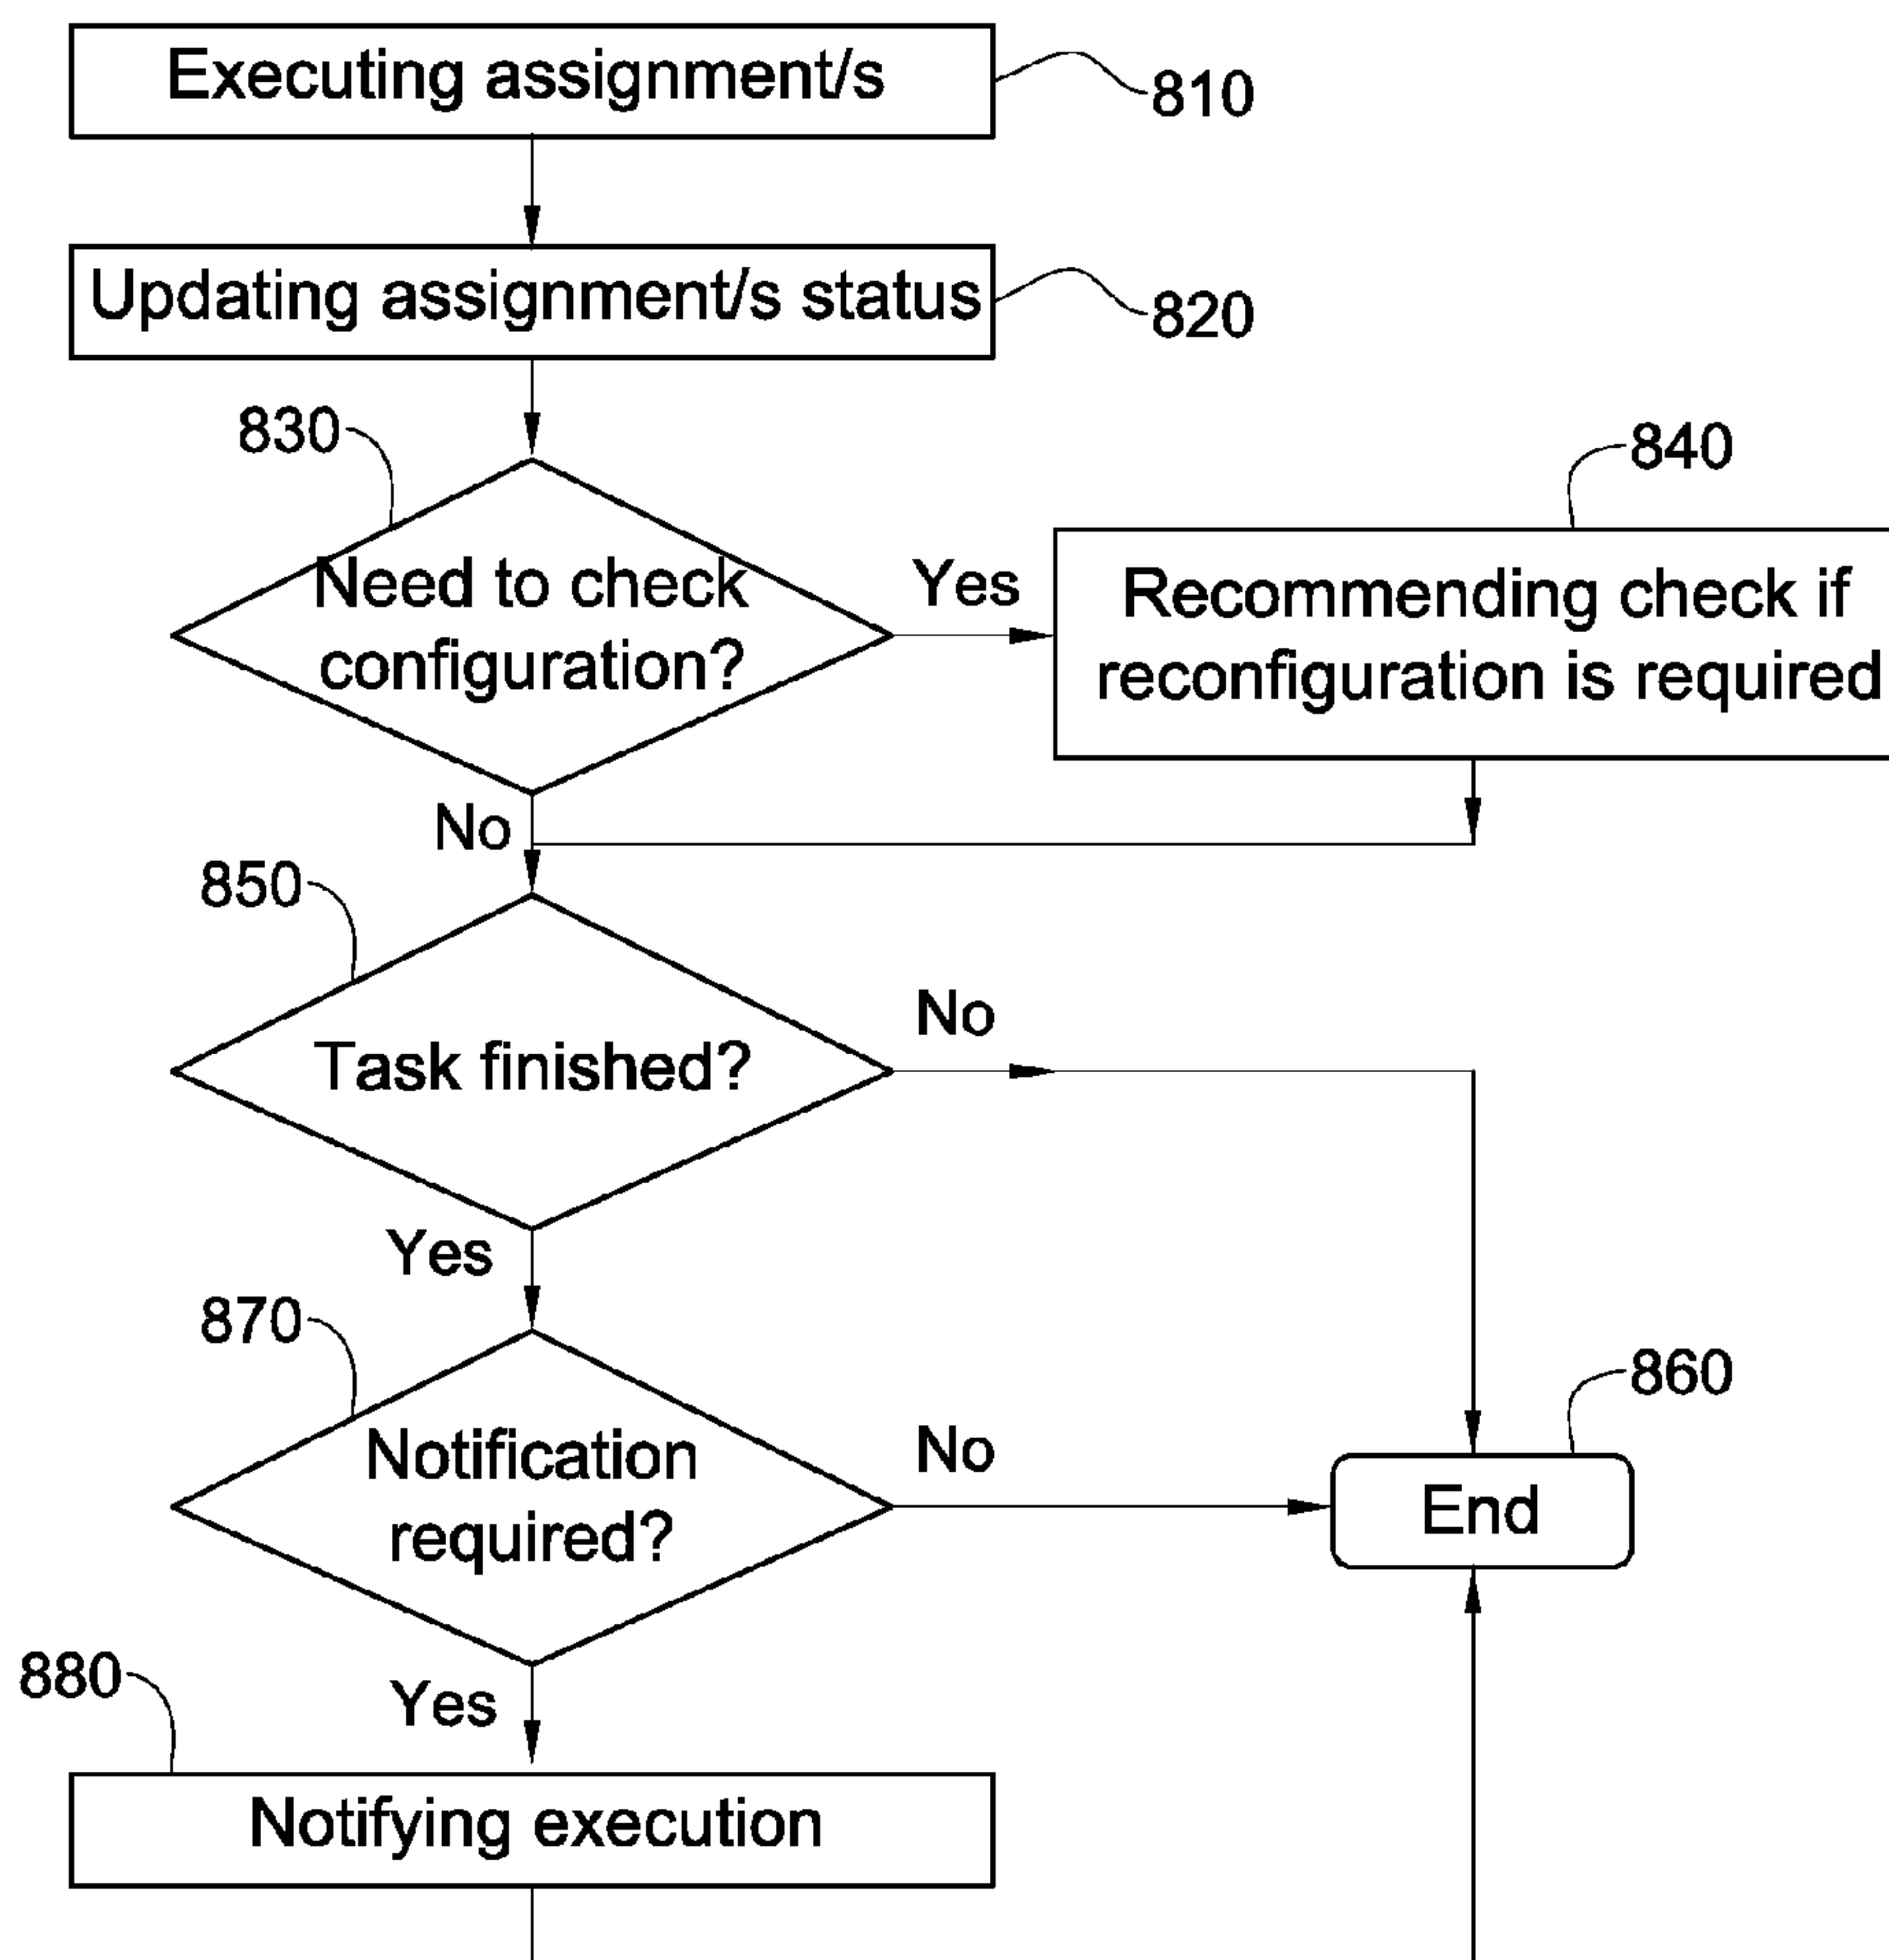 Executing assignment/s
810
Updating assignment/s status
820
830
840
Need to check
configuration?
Yes
Recommending check if
reconfiguration is required
No
850
No
Task finished?
Yes
870
860
Notification
required?
No
End
880
Yes
Notifying execution